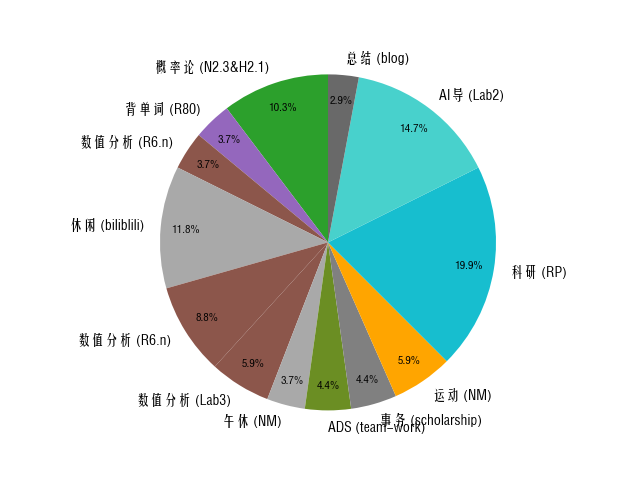 总结 (blog)
概率论 (N2.3&H2.1)
AI导 (Lab2)
2.9%
10.3%
背单词 (R80)
14.7%
3.7%
数值分析 (R6.n)
3.7%
休闲 (biliblili)
11.8%
19.9%
科研 (RP)
8.8%
数值分析 (R6.n)
5.9%
5.9%
3.7%
4.4%
4.4%
运动 (NM)
数值分析 (Lab3)
午休 (NM)
事务 (scholarship)
ADS (team-work)